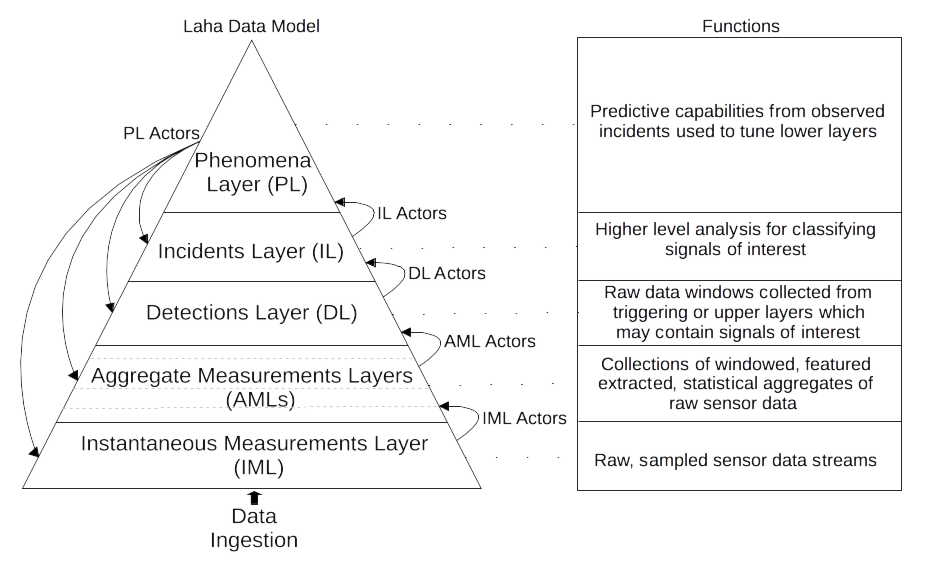 Laha Data Model
Functions
PL Actors
Phenomena
Layer (PL)
IL Actors
Incidents Layer (IL)
DL Actors
Detections Layer (DL)
AML Actors
Aggregate Measurements Layers
(AMLs)
IML Actors
Instantaneous Measurements Layer
(IML)
Data
Ingestion
Predictive capabilities from observed
incidents used to tune lower layers
Higher level analysis for classifying
signals of interest
Raw data windows collected from
triggering or upper layers which
may contain signals of interest
Collections of windowed, featured
extracted, statistical aggregates of
raw sensor data
Raw, sampled sensor data streams